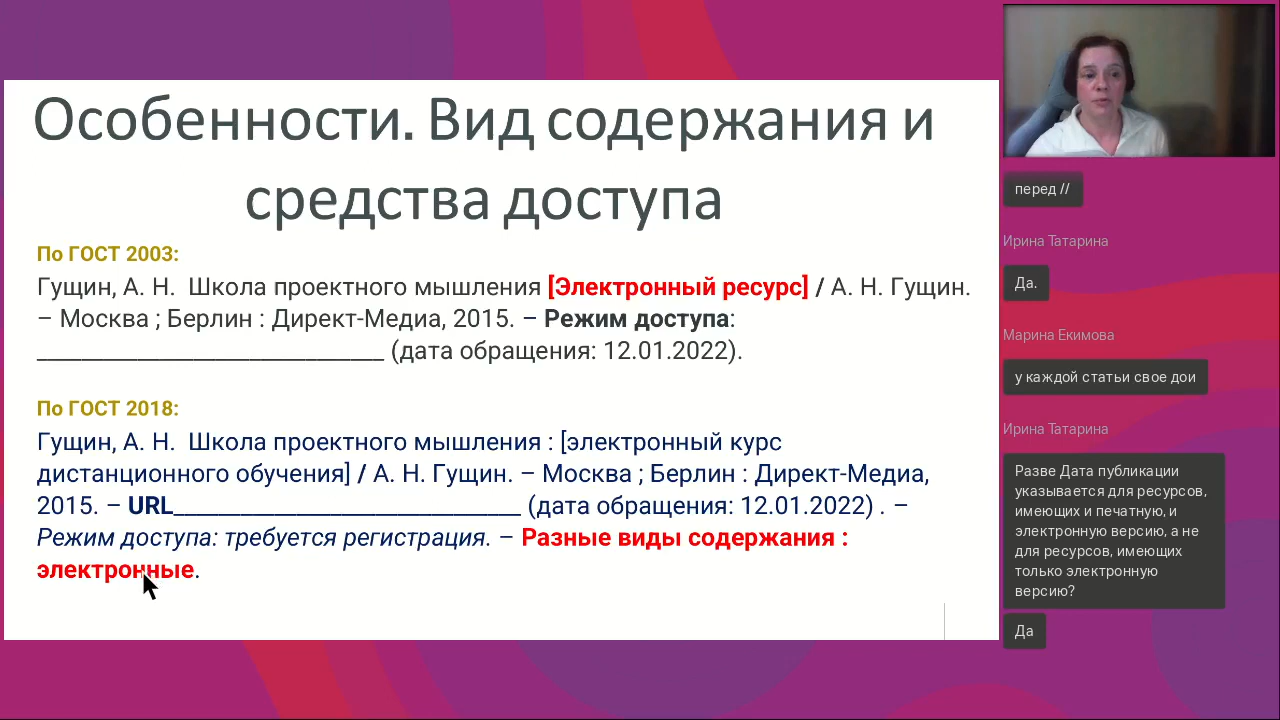 Особенности. Вид содержания и
средства доступа
По ГОСТ 2003:
Гущин, А. Н.  Школа проектного мышления [Электронный ресурс] / А. Н. Гущин.
– Москва ; Берлин : Директ-Медиа, 2015. – Режим доступа:
____________________________ (дата обращения: 12.01.2022).
По ГОСТ 2018:
Гущин, А. Н.  Школа проектного мышления : [электронный курс
дистанционного обучения] / А. Н. Гущин. – Москва ; Берлин : Директ-Медиа,
2015. – URL____________________________ (дата обращения: 12.01.2022) . –
Режим доступа: требуется регистрация. – Разные виды содержания :
электронные.
перед //
Ирина Татарина
Да.
Марина Екимова
у каждой статьи свое дои
Ирина Татарина
Разве Дата публикации
указывается для ресурсов,
имеющих и печатную, и
электронную версию, а не
для ресурсов, имеющих
только электронную
версию?
Да